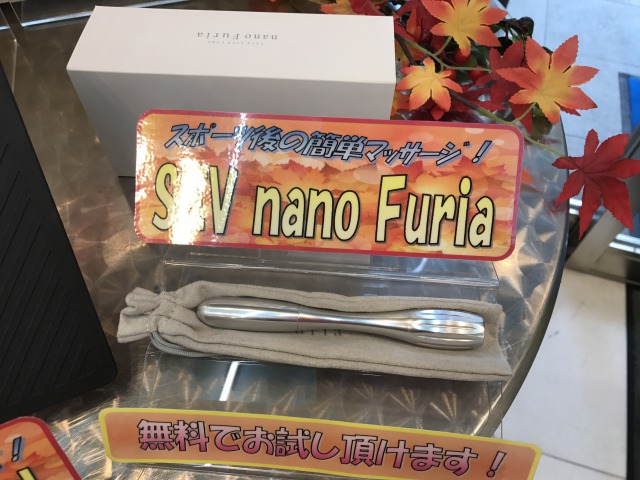 nano Furia
スポーツ後の簡単マッサージ！
SEV nano Furia
無料でお試し頂けます！